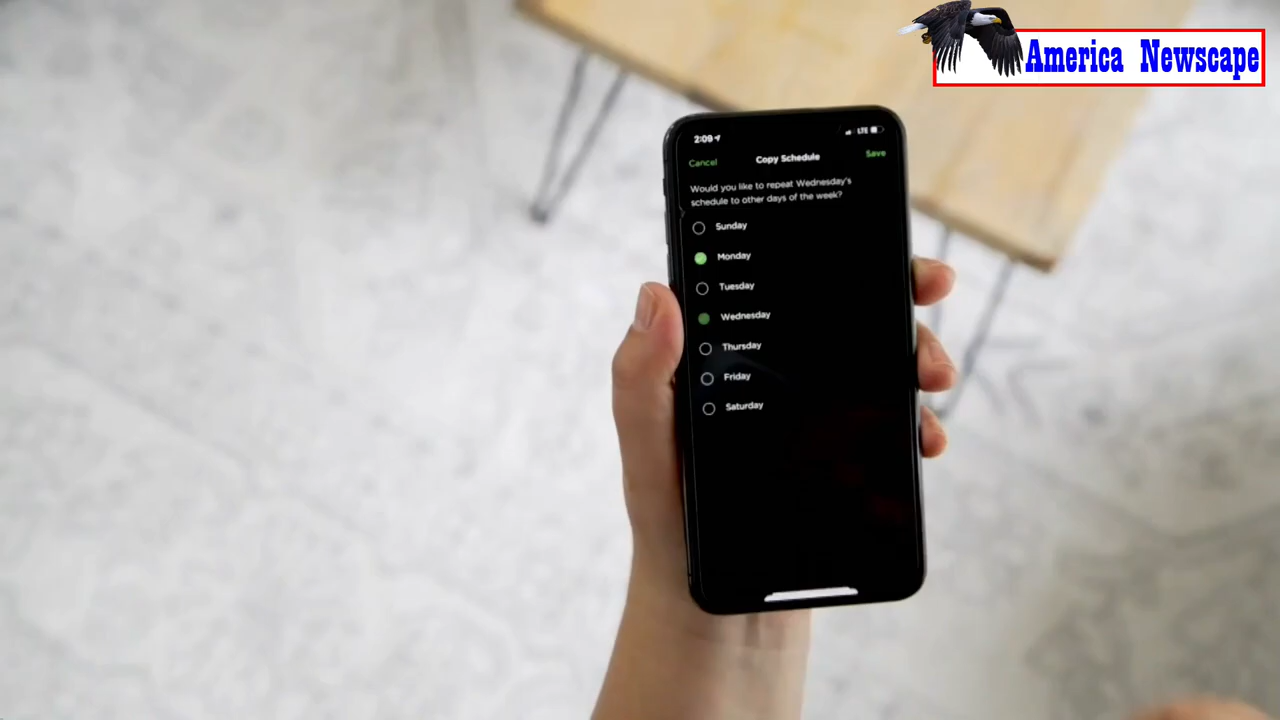 America Newscape
2:09
LTE
Cancel
Copy Schedule
Save
Would you like to repeat Wednesday's
schedule to other days of the week?
Sunday
Monday
Tuesday
Wednesday
Thursday
Friday
Saturday